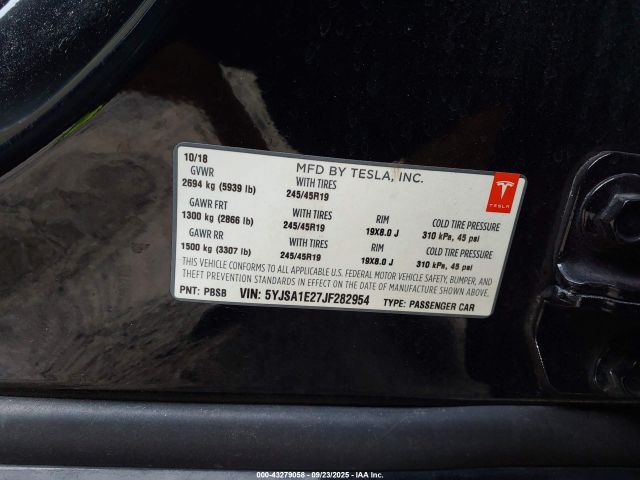 10/18 MFD BY TESLA, INC.
GVWR WITH TIRES
2694 kg (5939 lb) 245/45R19
TESLA
GAWR FRT WITH TIRES RIM COLD TIRE PRESSURE
1300 kg (2866 lb) 245/45R19 19X8.0 J 310 kPa, 45 psi
GAWR RR WITH TIRES RIM COLD TIRE PRESSURE
1500 kg (3307 lb) 245/45R19 19X8.0 J 310 kPa, 45 psi
THIS VEHICLE CONFORMS TO ALL APPLICABLE U.S. FEDERAL MOTOR VEHICLE SAFETY, BUMPER, AND
THEFT PREVENTION STANDARDS IN EFFECT ON THE DATE OF MANUFACTURE SHOWN ABOVE.
PNT: PBSB VIN: 5YJSA1E27JF282954 TYPE: PASSENGER CAR
000-43279058 - 09/23/2025 - IAA Inc.